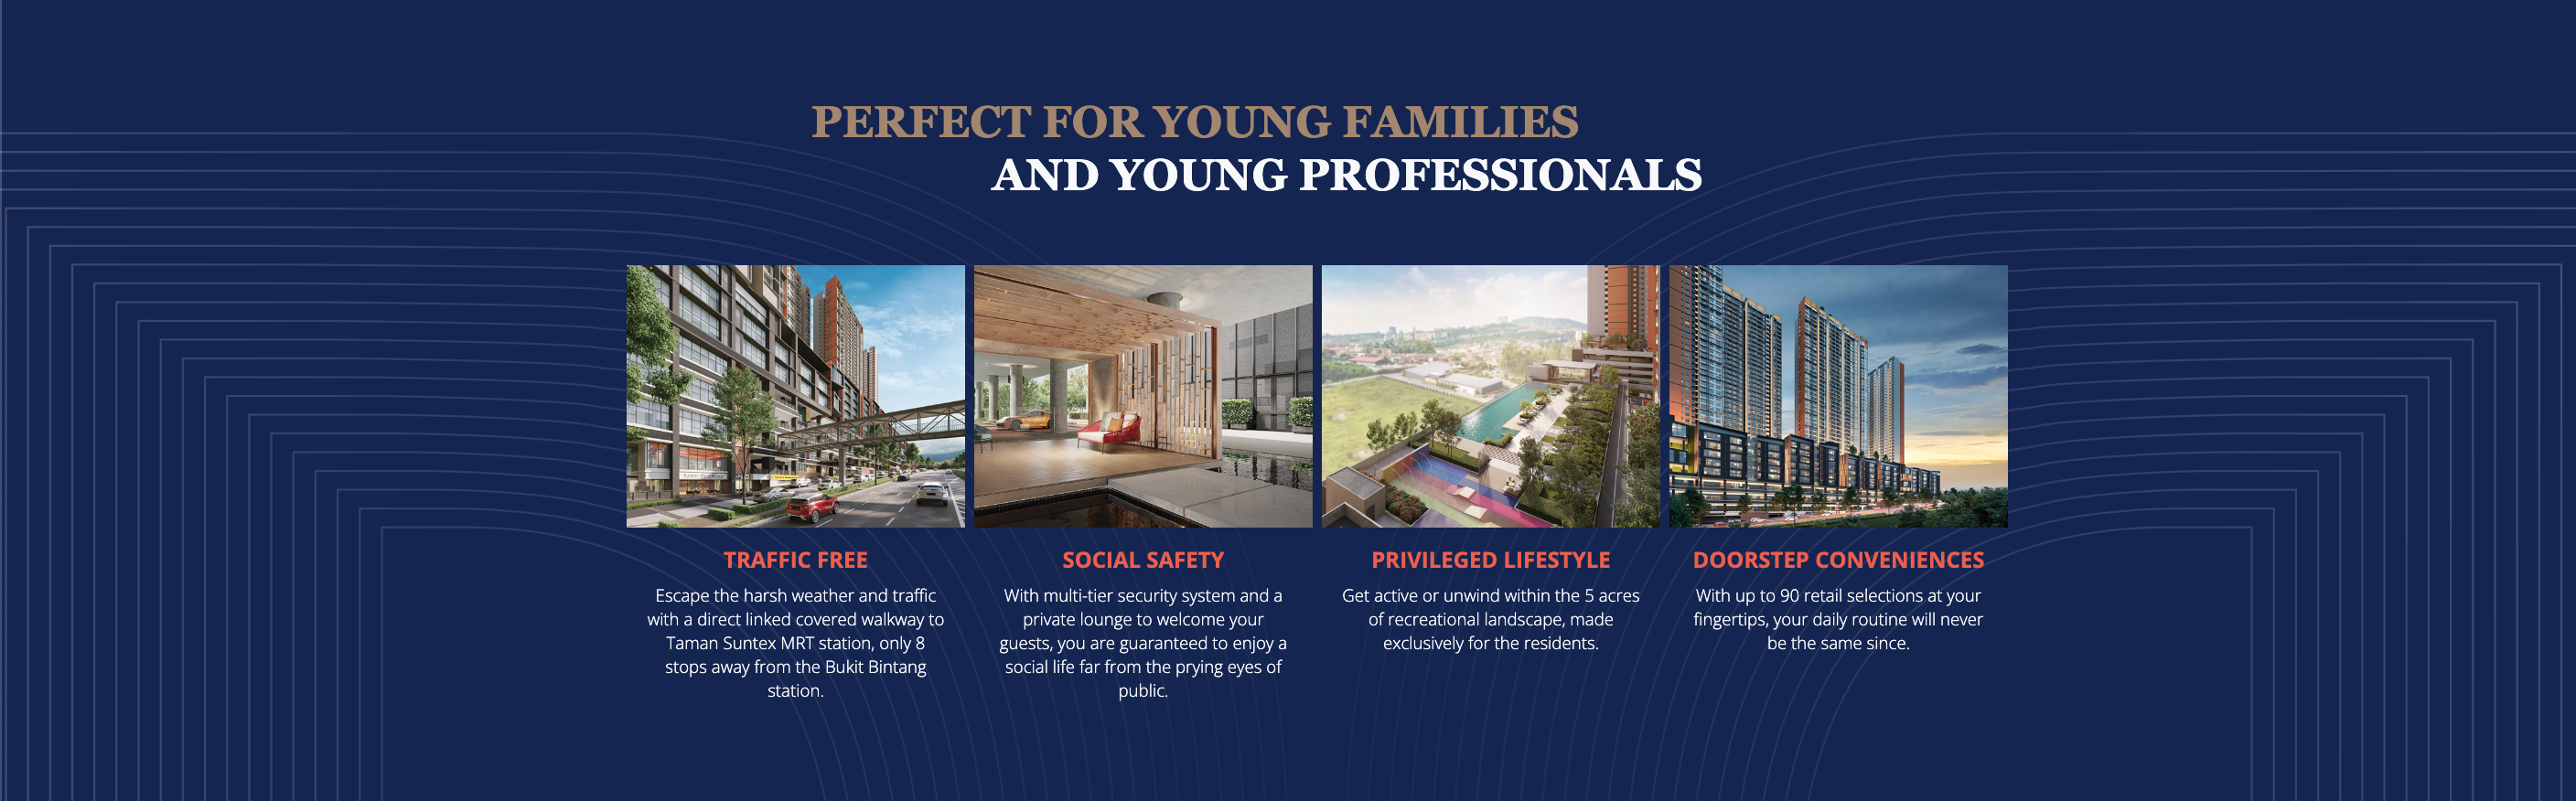 PERFECT FOR YOUNG FAMILIES
AND YOUNG PROFESSIONALS
TRAFFIC FREE
Escape the harsh weather and traffic
with a direct linked covered walkway to
Taman Suntex MRT station, only 8
stops away from the Bukit Bintang
station.
SOCIAL SAFETY
With multi-tier security system and a
private lounge to welcome your
guests, you are guaranteed to enjoy a
social life far from the prying eyes of
public.
PRIVILEGED LIFESTYLE
Get active or unwind within the 5 acres
of recreational landscape, made
exclusively for the residents.
DOORSTEP CONVENIENCES
With up to 90 retail selections at your
fingertips, your daily routine will never
be the same since.